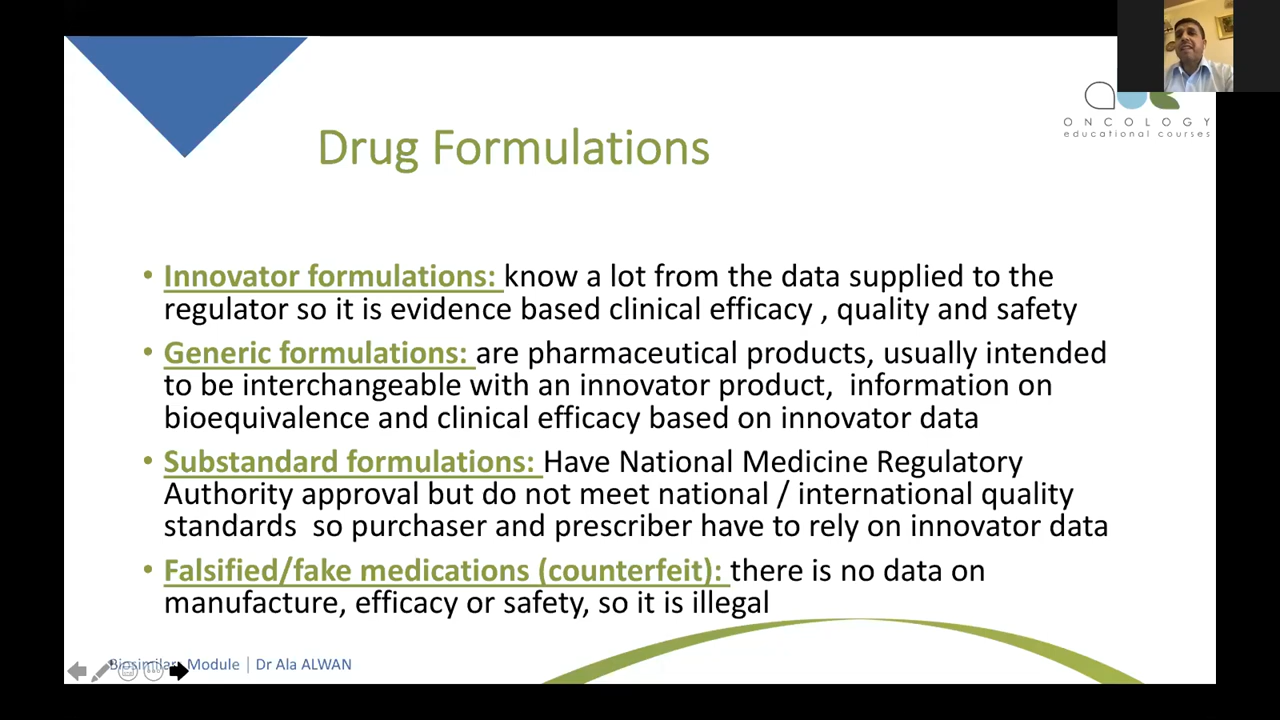 ONCOLOGY
educational courses
Drug Formulations
• Innovator formulations: know a lot from the data supplied to the
regulator so it is evidence based clinical efficacy , quality and safety
• Generic formulations: are pharmaceutical products, usually intended
to be interchangeable with an innovator product, information on
bioequivalence and clinical efficacy based on innovator data
• Substandard formulations: Have National Medicine Regulatory
Authority approval but do not meet national / international quality
standards so purchaser and prescriber have to rely on innovator data
• Falsified/fake medications (counterfeit): there is no data on
manufacture, efficacy or safety, so it is illegal
Module | Dr Ala ALWAN